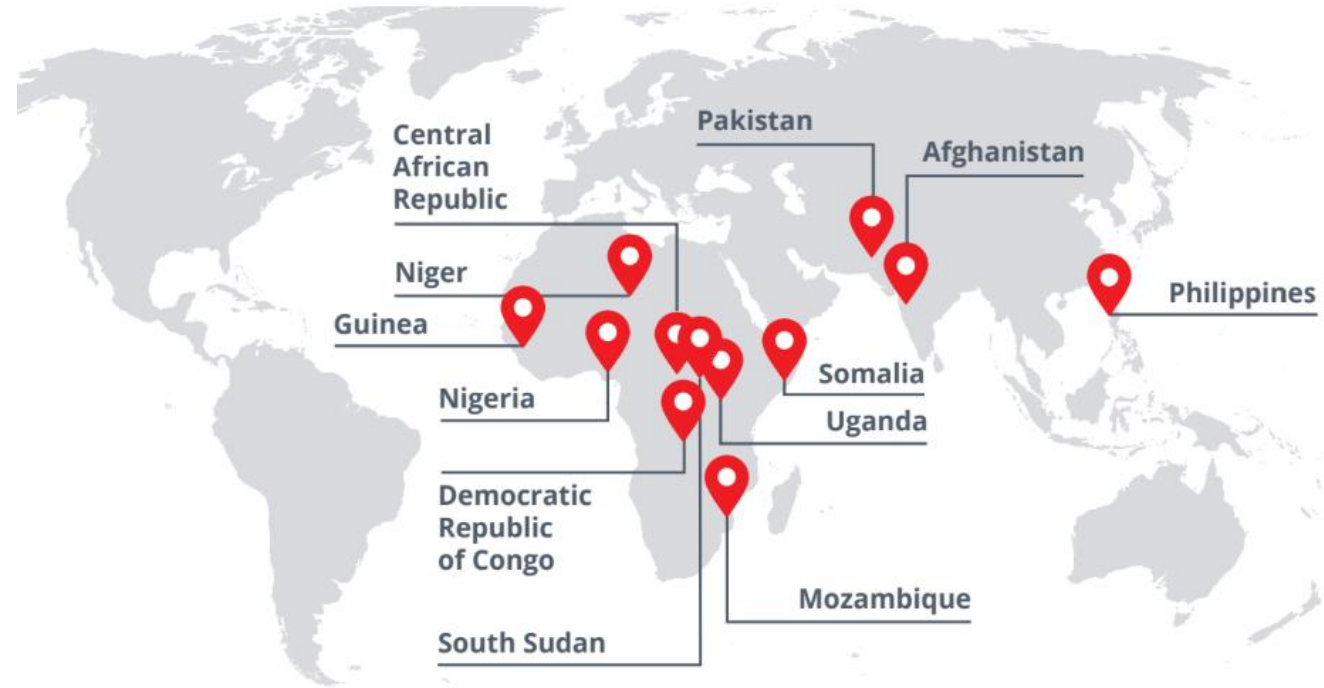 Central
African
Republic
Pakistan
Afghanistan
Niger
Guinea
Philippines
Nigeria
Somalia
Uganda
Democratic
Republic
of Congo
Mozambique
South Sudan